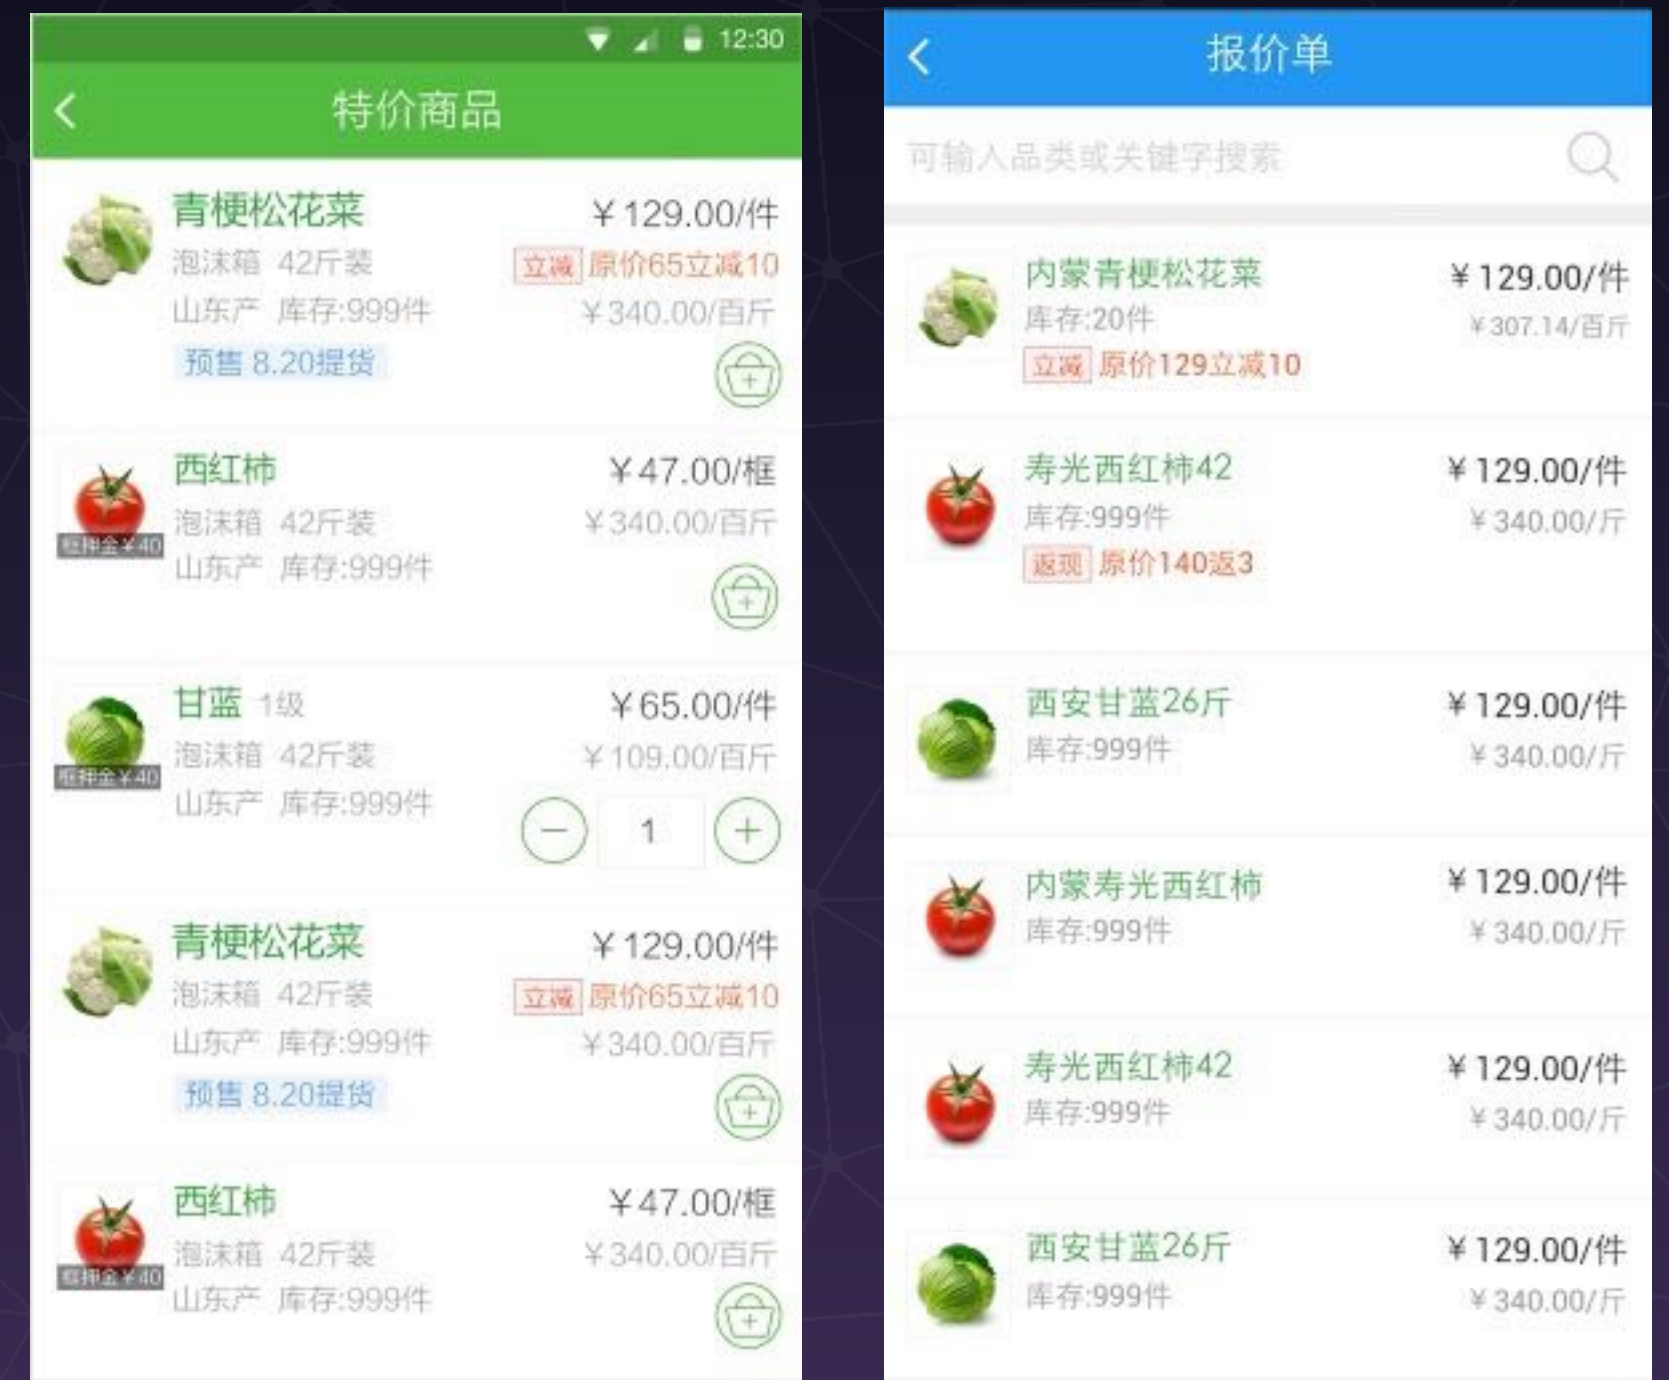 12:30
特价商品
青梗松花菜
¥129.00/件
泡沫箱 42斤装
立减 原价65立减10
山东产 库存:999件
¥340.00/百斤
预售 8.20提货
西红柿
¥47.00/框
泡沫箱 42斤装
¥340.00/百斤
框押金¥40
山东产 库存:999件
甘蓝 1级
¥65.00/件
泡沫箱 42斤装
¥109.00/百斤
框押金¥40
山东产 库存:999件
1
青梗松花菜
¥129.00/件
泡沫箱 42斤装
立减 原价65立减10
山东产 库存:999件
¥340.00/百斤
预售 8.20提货
西红柿
¥47.00/框
泡沫箱 42斤装
¥340.00/百斤
框押金¥40
山东产 库存:999件
报价单
可输入品类或关键字搜索
内蒙青梗松花菜
¥129.00/件
库存:20件
¥307.14/百斤
立减 原价129立减10
寿光西红柿42
¥129.00/件
库存:999件
¥340.00/斤
返现 原价140返3
西安甘蓝26斤
¥129.00/件
库存:999件
¥340.00/斤
内蒙寿光西红柿
¥129.00/件
库存:999件
¥340.00/斤
寿光西红柿42
¥129.00/件
库存:999件
¥340.00/斤
西安甘蓝26斤
¥129.00/件
库存:999件
¥340.00/斤